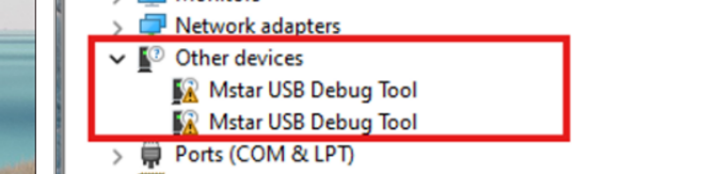 Network adapters
Other devices
Mstar USB Debug Tool
Mstar USB Debug Tool
Ports (COM & LPT)